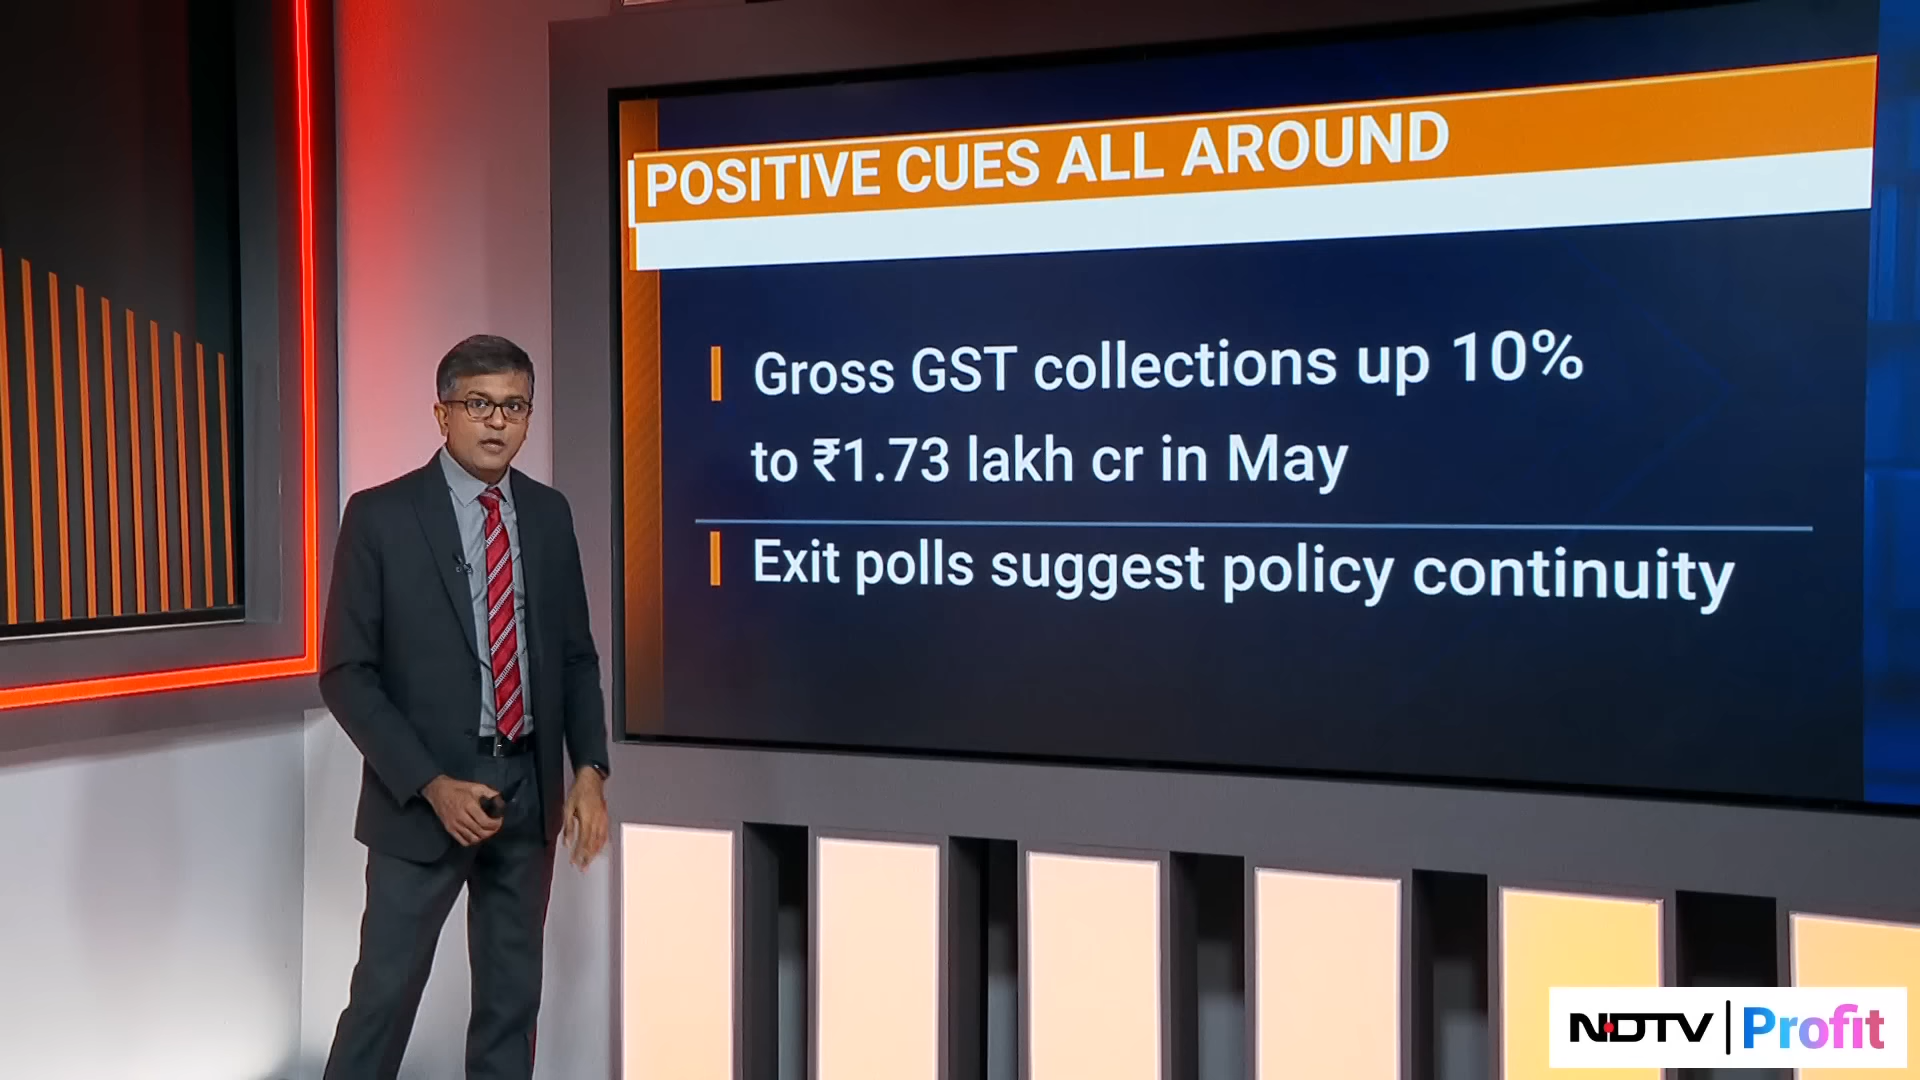 POSITIVE CUES ALL AROUND
Gross GST collections up 10%
to ₹1.73 lakh cr in May
Exit polls suggest policy continuity
NDTV | Profit